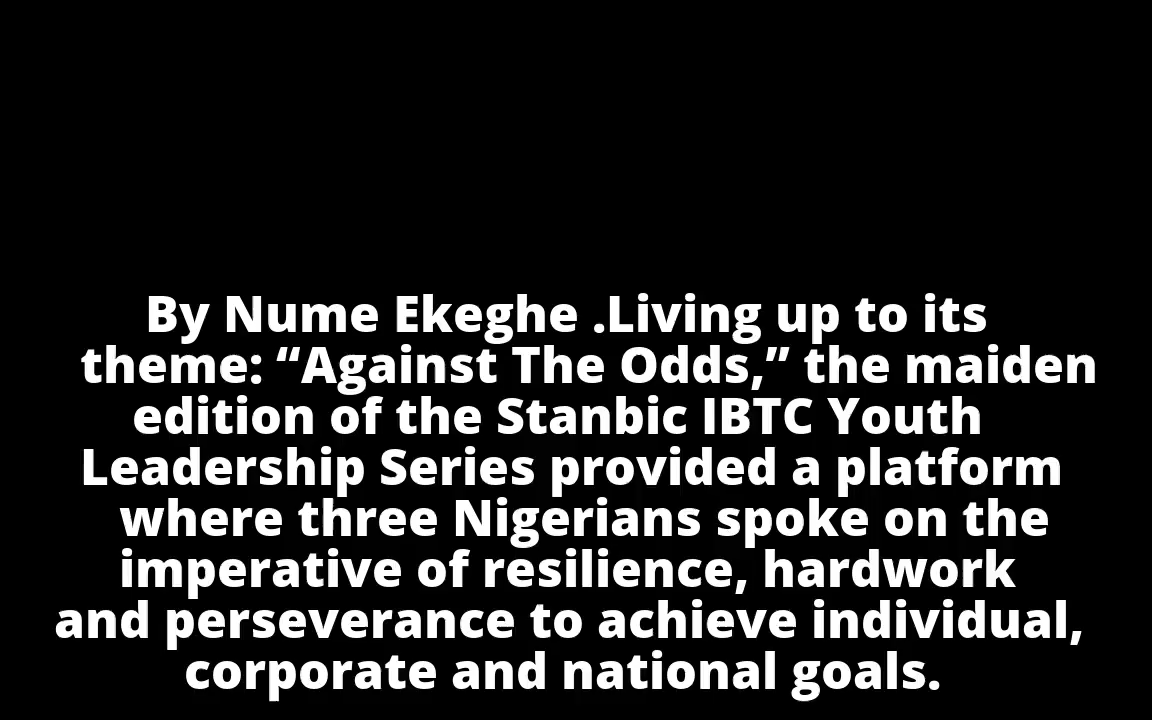 By Nume Ekeghe .Living up to its
theme: “Against The Odds,” the maiden
edition of the Stanbic IBTC Youth
Leadership Series provided a platform
where three Nigerians spoke on the
imperative of resilience, hardwork
and perseverance to achieve individual,
corporate and national goals.